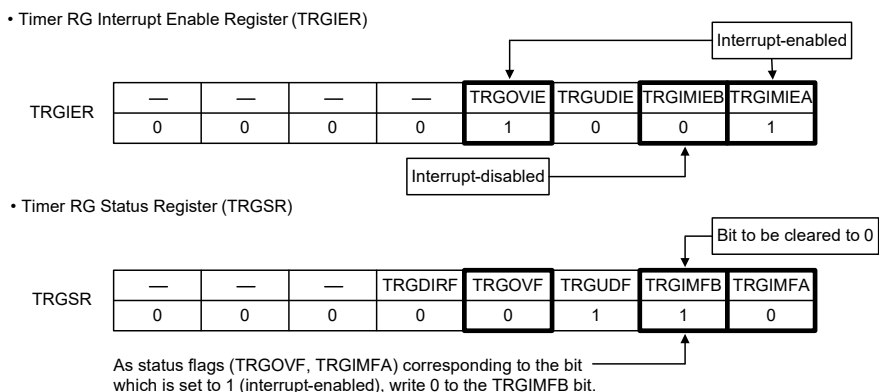 • Timer RG Interrupt Enable Register (TRGIER)
Interrupt-enabled
TRGIER
— — — — TRGOVIE TRGUDIE TRGIMIEB TRGIMIEA
0 0 0 0 1 0 0 1
Interrupt-disabled
• Timer RG Status Register (TRGSR)
Bit to be cleared to 0
TRGSR
— — — TRGDIRF TRGOVF TRGUDF TRGIMFB TRGIMFA
0 0 0 0 0 1 1 0
As status flags (TRGOVF, TRGIMFA) corresponding to the bit
which is set to 1 (interrupt-enabled), write 0 to the TRGIMFB bit.